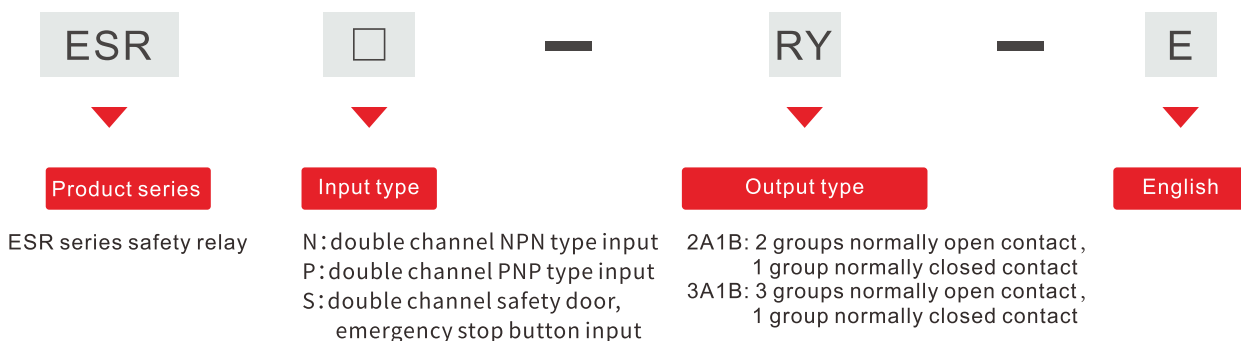 ESR □ — RY — E
Product series
Input type
Output type
English
ESR series safety relay
N:double channel NPN type input
P:double channel PNP type input
S:double channel safety door,
emergency stop button input
2A1B: 2 groups normally open contact,
1 group normally closed contact
3A1B: 3 groups normally open contact,
1 group normally closed contact